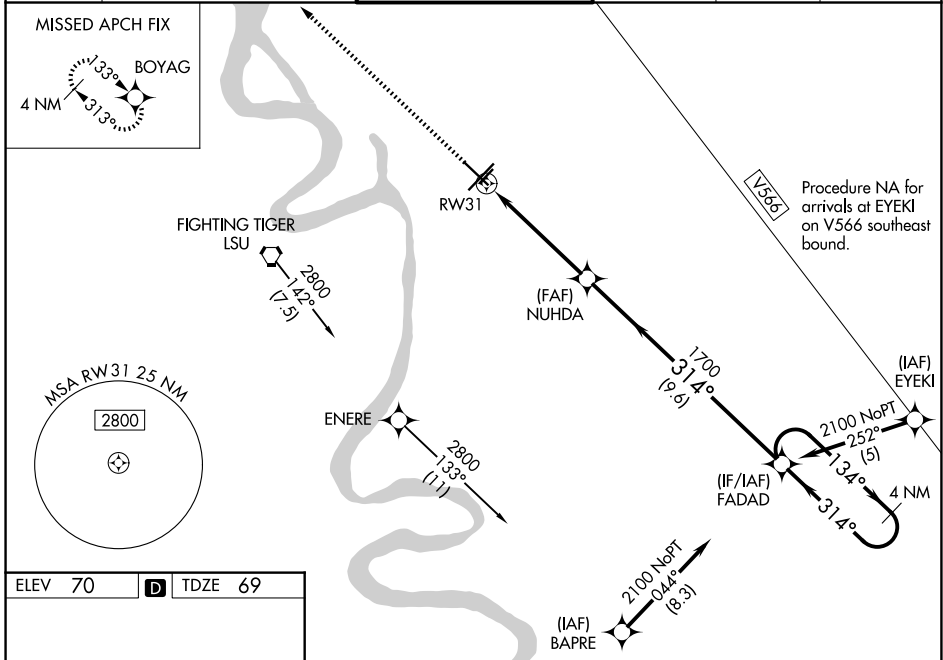 MISSED APCH FIX
BOYAG
133°
4 NM
313°
RW31
V566
Procedure NA for
arrivals at EYEKI
on V566 southeast
bound.
FIGHTING TIGER
LSU
2800
142°
(7.5)
(FAF)
NUHDA
1700
314°
(9.6)
(IAF)
EYEKI
MSA RW31 25 NM
2800
ENERE
2800
133°
(11)
2100 NoPT
252°
(5)
134°
4 NM
314°
(IF/IAF)
FADAD
2100 NoPT
044°
(8.3)
(IAF)
BAPRE
ELEV 70 D TDZE 69